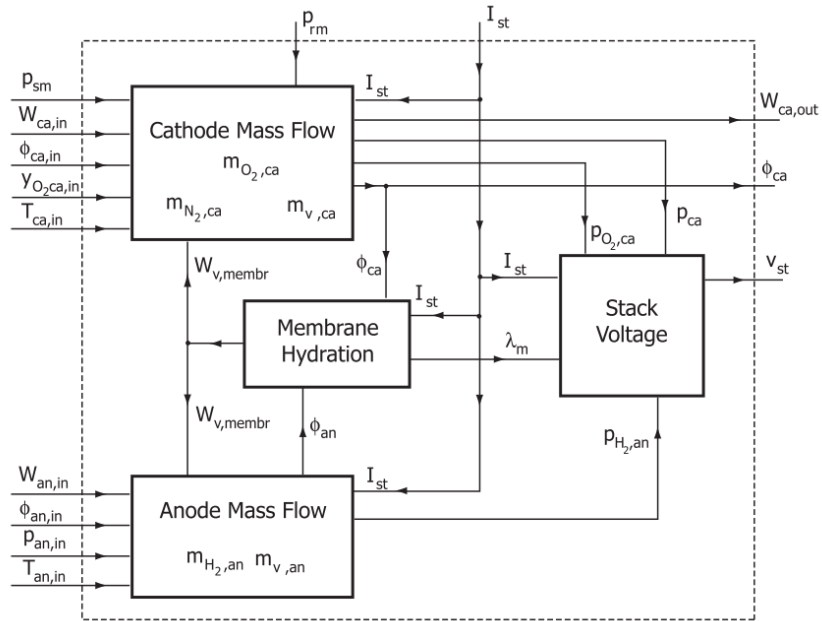 p_rm
I_st
p_sm
W_ca,in
ϕ_ca,in
y_O₂ca,in
T_ca,in
I_st
Cathode Mass Flow
m_O₂,ca
m_N₂,ca
m_v,ca
W_ca,out
ϕ_ca
p_O₂,ca
p_ca
W_v,membr
ϕ_ca
I_st
I_st
v_st
Membrane
Hydration
Stack
Voltage
λ_m
W_v,membr
ϕ_an
p_H₂,an
W_an,in
ϕ_an,in
p_an,in
T_an,in
I_st
Anode Mass Flow
m_H₂,an m_v,an